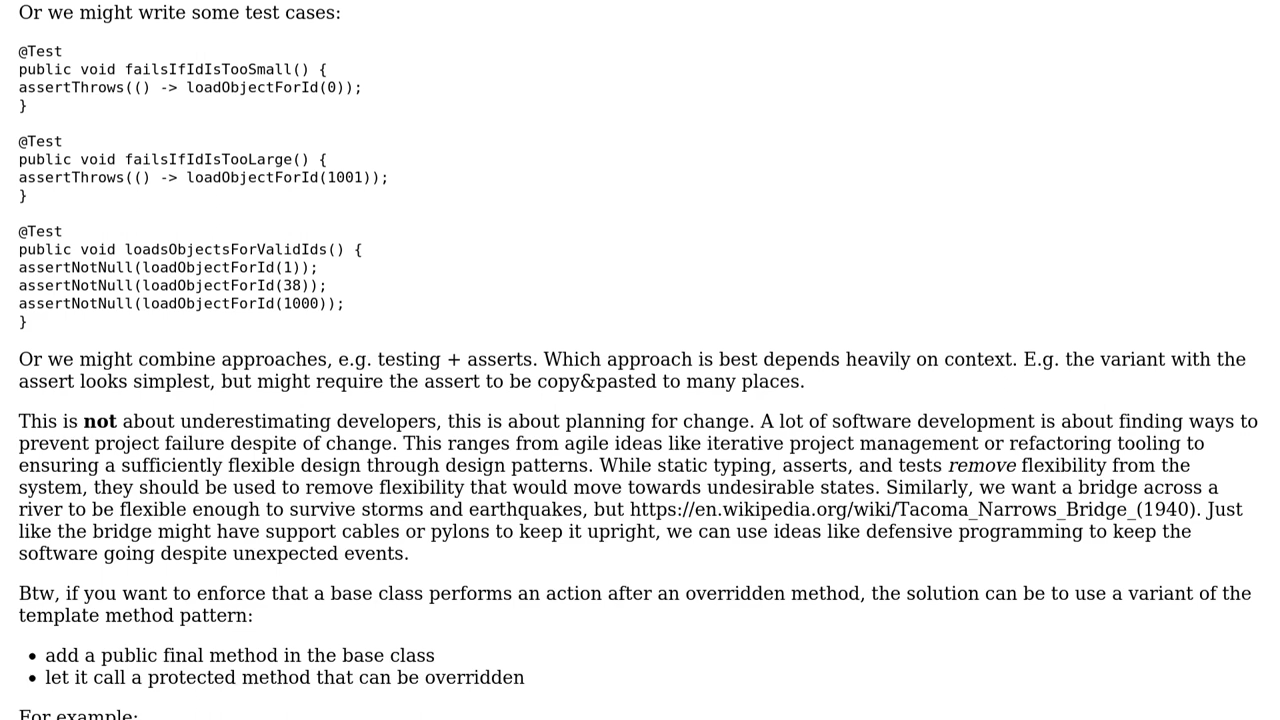 Or we might write some test cases:
@Test
public void failsIfIdIsTooSmall() {
assertThrows(() -> loadObjectForId(0));
}
@Test
public void failsIfIdIsTooLarge() {
assertThrows(() -> loadObjectForId(1001));
}
@Test
public void loadsObjectsForValidIds() {
assertNotNull(loadObjectForId(1));
assertNotNull(loadObjectForId(38));
assertNotNull(loadObjectForId(1000));
}
Or we might combine approaches, e.g. testing + asserts. Which approach is best depends heavily on context. E.g. the variant with the
assert looks simplest, but might require the assert to be copy&pasted to many places.
This is not about underestimating developers, this is about planning for change. A lot of software development is about finding ways to
prevent project failure despite of change. This ranges from agile ideas like iterative project management or refactoring tooling to
ensuring a sufficiently flexible design through design patterns. While static typing, asserts, and tests remove flexibility from the
system, they should be used to remove flexibility that would move towards undesirable states. Similarly, we want a bridge across a
river to be flexible enough to survive storms and earthquakes, but https://en.wikipedia.org/wiki/Tacoma_Narrows_Bridge_(1940). Just
like the bridge might have support cables or pylons to keep it upright, we can use ideas like defensive programming to keep the
software going despite unexpected events.
Btw, if you want to enforce that a base class performs an action after an overridden method, the solution can be to use a variant of the
template method pattern:
• add a public final method in the base class
• let it call a protected method that can be overridden
For example: